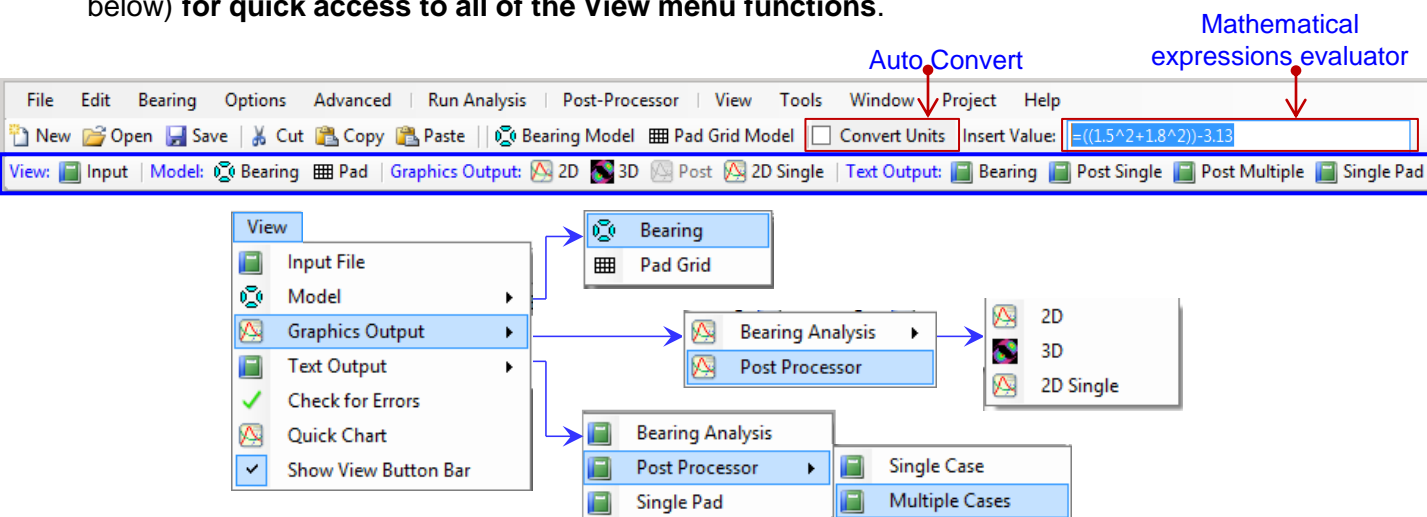 below) for quick access to all of the View menu functions.
Mathematical
Auto Convert expressions evaluator
File Edit Bearing Options Advanced | Run Analysis | Post-Processor | View Tools Window Project Help
New Open Save | Cut Copy Paste || Bearing Model Pad Grid Model Convert Units Insert Value: =((1.5^2+1.8^2))-3.13
View: Input | Model: Bearing Pad | Graphics Output: 2D 3D Post 2D Single | Text Output: Bearing Post Single Post Multiple Single Pad
View
Input File
Model
Graphics Output
Text Output
Check for Errors
Quick Chart
Show View Button Bar
Bearing
Pad Grid
Bearing Analysis
Post Processor
2D
3D
2D Single
Bearing Analysis
Post Processor
Single Pad
Single Case
Multiple Cases